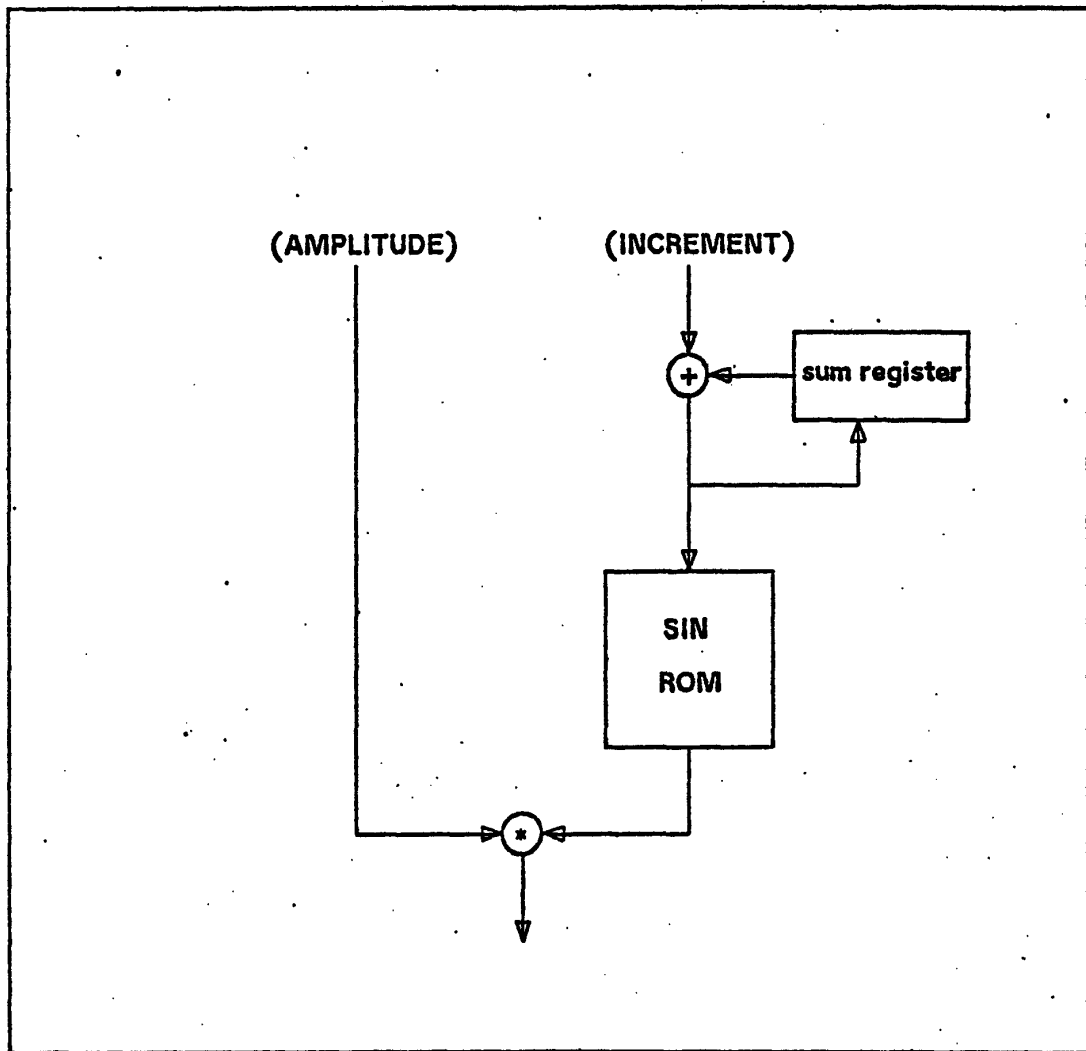 (AMPLITUDE) (INCREMENT)
+
sum register
SIN
ROM
*